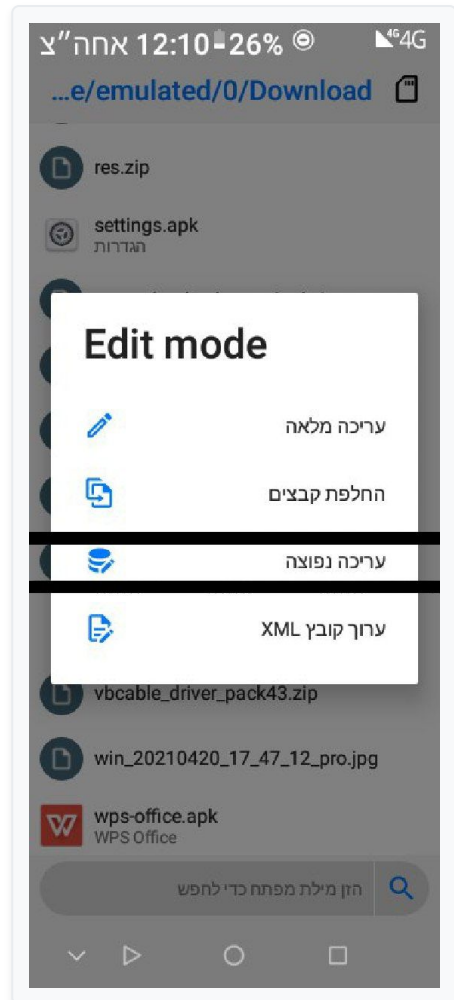 12:10 אחה״צ 26% 4G 4G
...e/emulated/0/Download
res.zip
settings.apk
הגדרות
Edit mode
עריכה מלאה
החלפת קבצים
עריכה נפוצה
ערוך קובץ XML
vbcable_driver_pack43.zip
win_20210420_17_47_12_pro.jpg
wps-office.apk
WPS Office
הזן מילת מפתח כדי לחפש